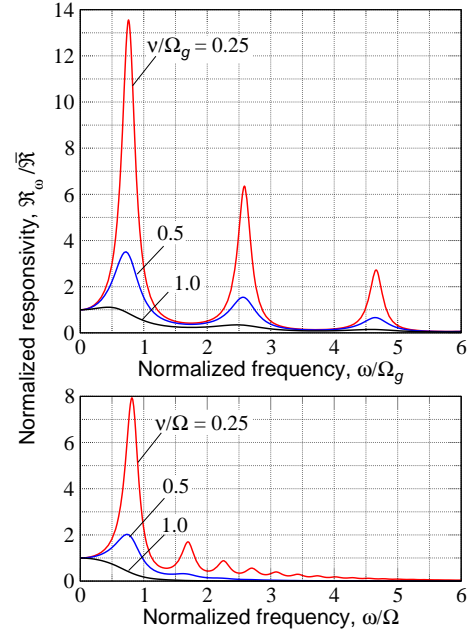 14
12
10
8
6
4
2
0
ν/Ω_g = 0.25
0.5
1.0
0 1 2 3 4 5 6
Normalized frequency, ω/Ω_g
Normalized responsivity, ℜ_ω/ℜ̅
8
6
4
2
0
ν/Ω = 0.25
0.5
1.0
0 1 2 3 4 5 6
Normalized frequency, ω/Ω